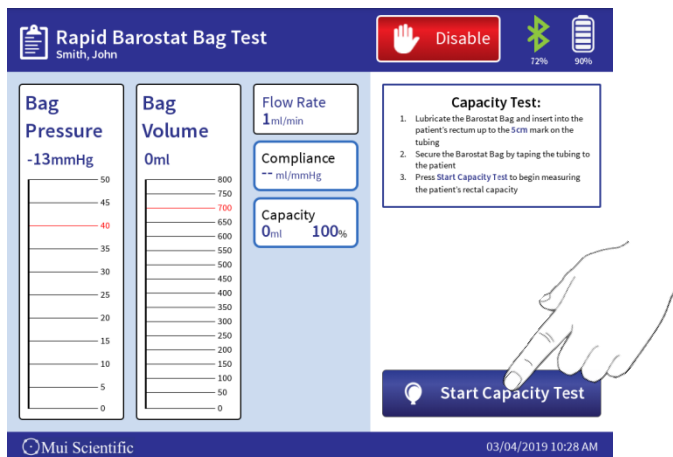 Rapid Barostat Bag Test
Smith, John
Disable
72%
90%
Bag
Pressure
-13mmHg
50
45
40
35
30
25
20
15
10
5
0
Bag
Volume
0ml
800
750
700
650
600
550
500
450
400
350
300
250
200
150
100
50
0
Flow Rate
1ml/min
Compliance
-- ml/mmHg
Capacity
0ml 100%
Capacity Test:
1. Lubricate the Barostat Bag and insert into the
patient's rectum up to the 5cm mark on the
tubing
2. Secure the Barostat Bag by taping the tubing to
the patient
3. Press Start Capacity Test to begin measuring
the patient's rectal capacity
Start Capacity Test
Mui Scientific
03/04/2019 10:28 AM